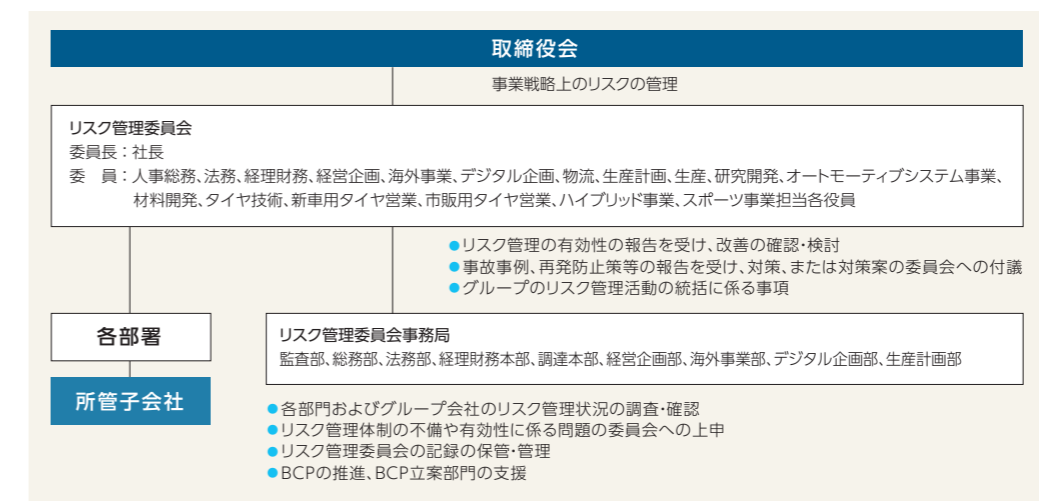 取締役会
事業戦略上のリスクの管理
リスク管理委員会
委員長：社長
委　員：人事総務、法務、経理財務、経営企画、海外事業、デジタル企画、物流、生産計画、生産、研究開発、オートモーティブシステム事業、
材料開発、タイヤ技術、新車用タイヤ営業、市販用タイヤ営業、ハイブリッド事業、スポーツ事業担当各役員
●リスク管理の有効性の報告を受け、改善の確認・検討
●事故事例、再発防止策等の報告を受け、対策、または対策案の委員会への付議
●グループのリスク管理活動の統括に係る事項
各部署
所管子会社
リスク管理委員会事務局
監査部、総務部、法務部、経理財務本部、調達本部、経営企画部、海外事業部、デジタル企画部、生産計画部
●各部門およびグループ会社のリスク管理状況の調査・確認
●リスク管理体制の不備や有効性に係る問題の委員会への上申
●リスク管理委員会の記録の保管・管理
●BCPの推進、BCP立案部門の支援